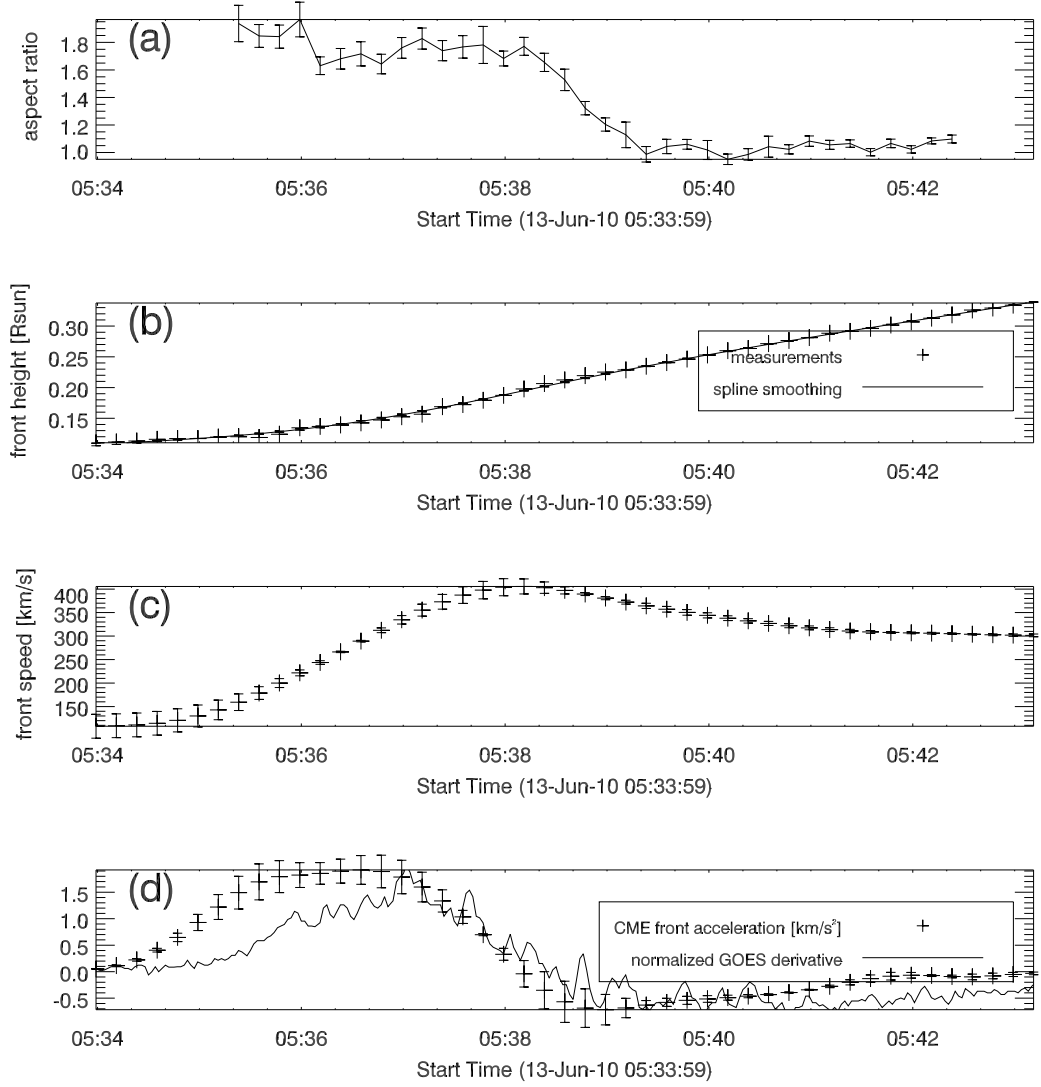 (a)
aspect ratio
1.8
1.6
1.4
1.2
1.0
05:34 05:36 05:38 05:40 05:42
Start Time (13-Jun-10 05:33:59)
(b)
front height [Rsun]
0.30
0.25
0.20
0.15
measurements
spline smoothing
05:34 05:36 05:38 05:40 05:42
Start Time (13-Jun-10 05:33:59)
(c)
front speed [km/s]
400
350
300
250
200
150
05:34 05:36 05:38 05:40 05:42
Start Time (13-Jun-10 05:33:59)
(d)
1.5
1.0
0.5
0.0
-0.5
CME front acceleration [km/s²]
normalized GOES derivative
05:34 05:36 05:38 05:40 05:42
Start Time (13-Jun-10 05:33:59)